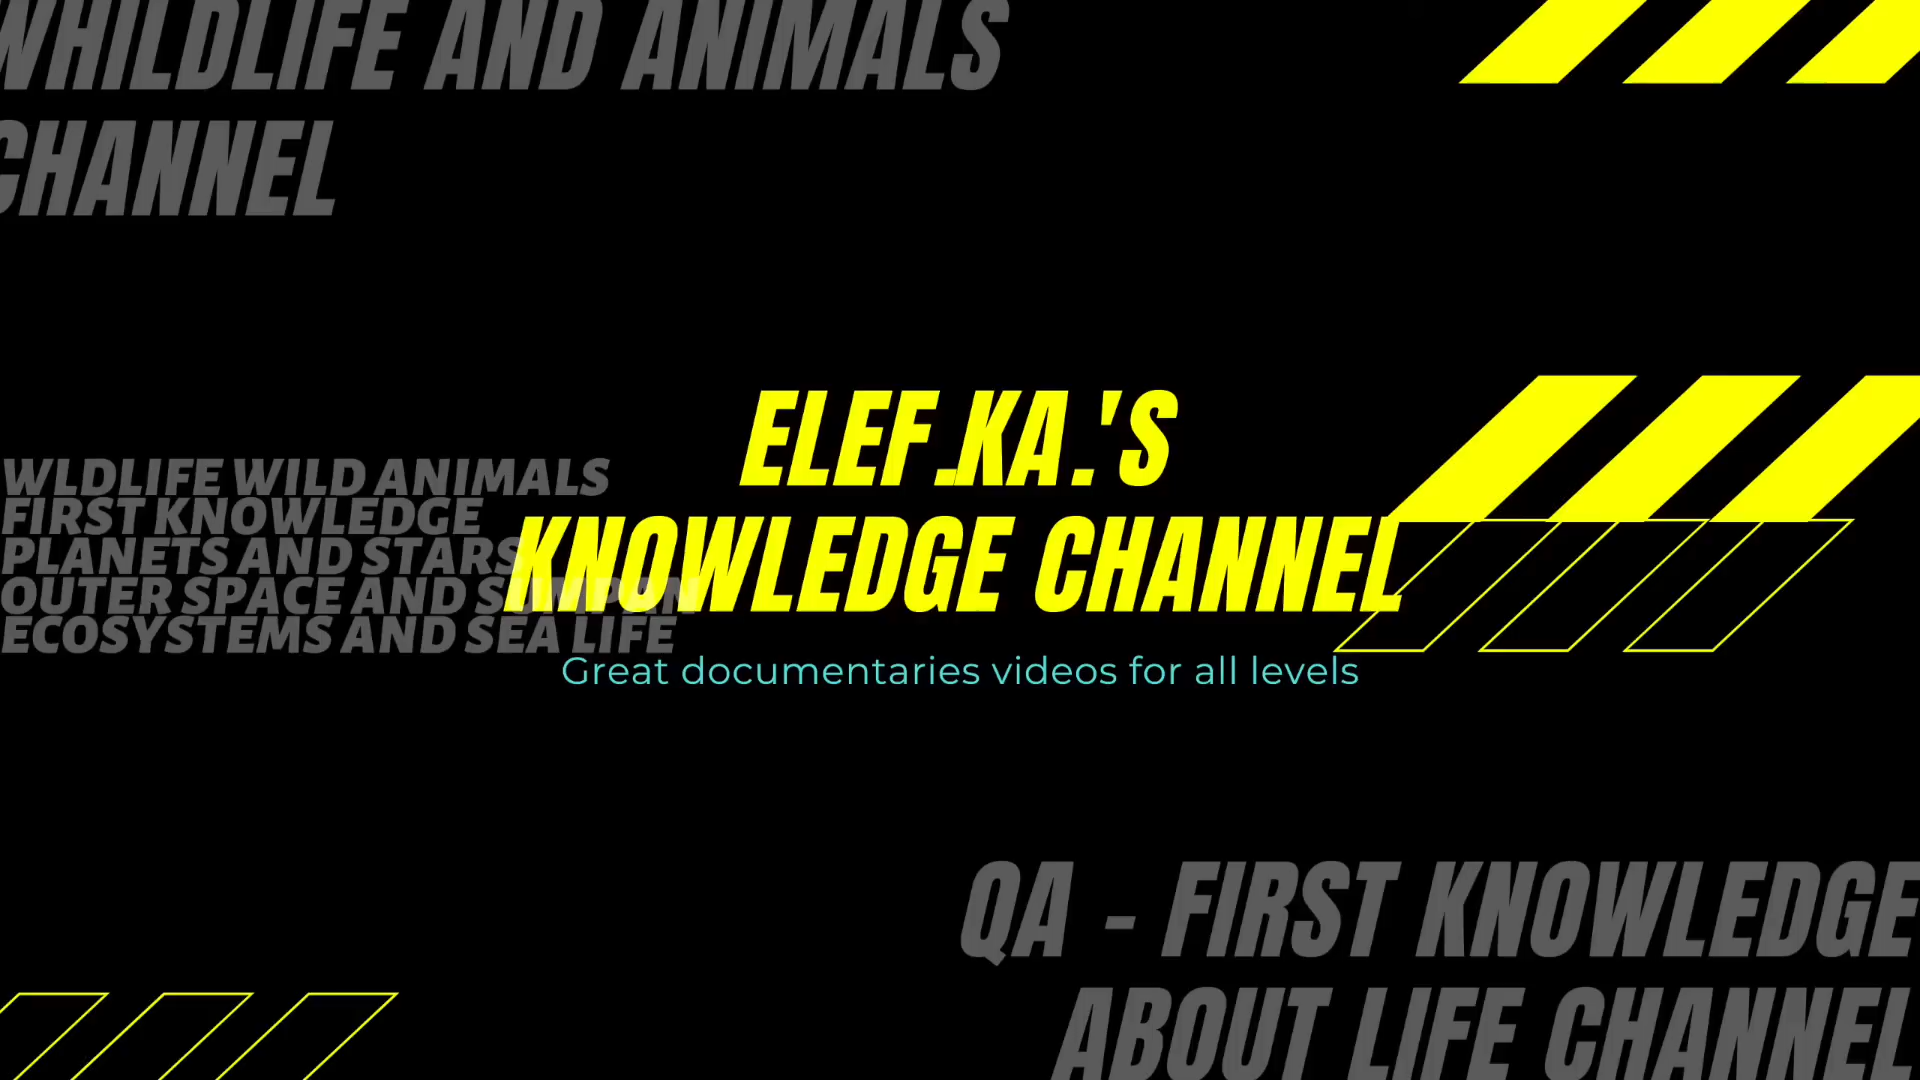 WHILDLIFE AND ANIMALS
CHANNEL
ELEF.KA.'S
KNOWLEDGE CHANNEL
Great documentaries videos for all levels
WLDLIFE WILD ANIMALS
FIRST KNOWLEDGE
PLANETS AND STARS
OUTER SPACE AND
ECOSYSTEMS AND SEA LIFE
QA - FIRST KNOWLEDGE
ABOUT LIFE CHANNEL